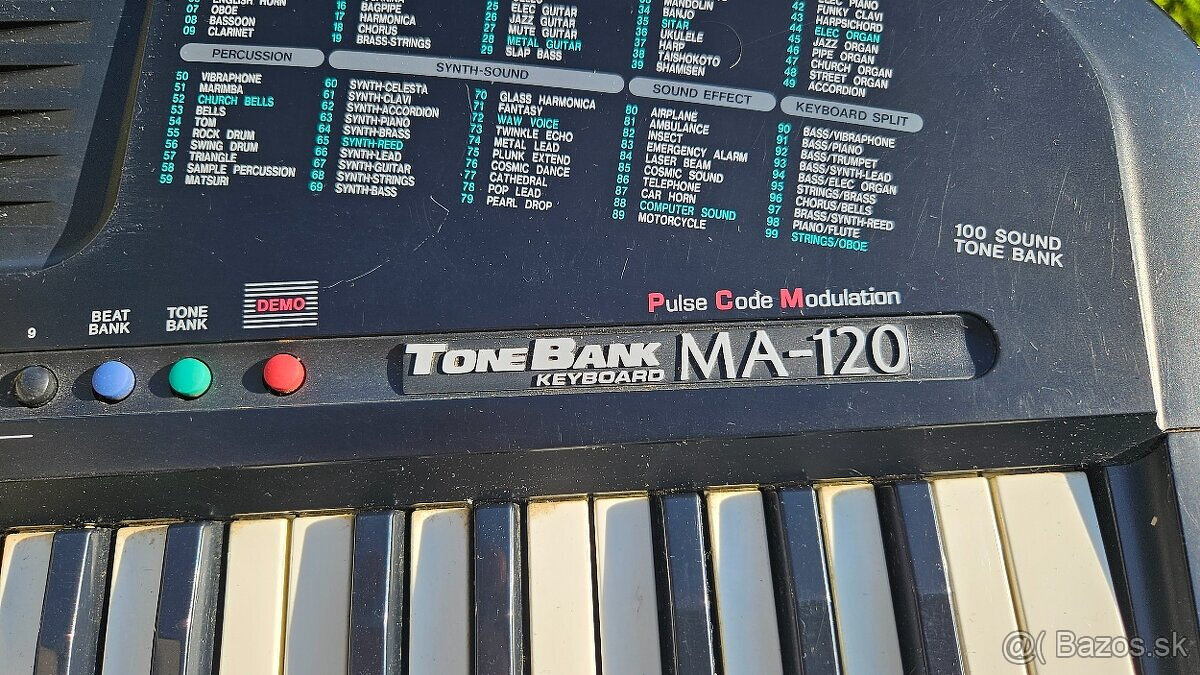 ENGLISH HORN
OBOE
08 BASSOON
09 CLARINET
16 BAGPIPE
17 HARMONICA
18 CHORUS
19 BRASS-STRINGS
25 ELEC GUITAR
26 JAZZ GUITAR
27 MUTE GUITAR
28 METAL GUITAR
29 SLAP BASS
MANDOLIN
34 BANJO
35 SITAR
36 UKULELE
37 HARP
38 TAISHOKOTO
39 SHAMISEN
ELEC PIANO
42 FUNKY CLAVI
43 HARPSICHORD
44 ELEC ORGAN
45 JAZZ ORGAN
46 PIPE ORGAN
47 CHURCH ORGAN
48 STREET ORGAN
49 ACCORDION
PERCUSSION
50 VIBRAPHONE
51 MARIMBA
52 CHURCH BELLS
53 BELLS
54 TOM
55 ROCK DRUM
56 SWING DRUM
57 TRIANGLE
58 SAMPLE PERCUSSION
59 MATSURI
SYNTH-SOUND
60 SYNTH-CELESTA
61 SYNTH-CLAVI
62 SYNTH-ACCORDION
63 SYNTH-PIANO
64 SYNTH-BRASS
65 SYNTH-REED
66 SYNTH-LEAD
67 SYNTH-GUITAR
68 SYNTH-STRINGS
69 SYNTH-BASS
70 GLASS HARMONICA
71 FANTASY
72 WAW VOICE
73 TWINKLE ECHO
74 METAL LEAD
75 PLUNK EXTEND
76 COSMIC DANCE
77 CATHEDRAL
78 POP LEAD
79 PEARL DROP
SOUND EFFECT
80 AIRPLANE
81 AMBULANCE
82 INSECT
83 EMERGENCY ALARM
84 LASER BEAM
85 COSMIC SOUND
86 TELEPHONE
87 CAR HORN
88 COMPUTER SOUND
89 MOTORCYCLE
KEYBOARD SPLIT
90 BASS/VIBRAPHONE
91 BASS/PIANO
92 BASS/TRUMPET
93 BASS/SYNTH-LEAD
94 BASS/ELEC ORGAN
95 STRINGS/BRASS
96 CHORUS/BELLS
97 BRASS/SYNTH-REED
98 PIANO/FLUTE
99 STRINGS/OBOE
100 SOUND
TONE BANK
Pulse Code Modulation
9
BEAT
BANK
TONE
BANK
DEMO
TONE BANK
KEYBOARD
MA-120
@( Bazos.sk